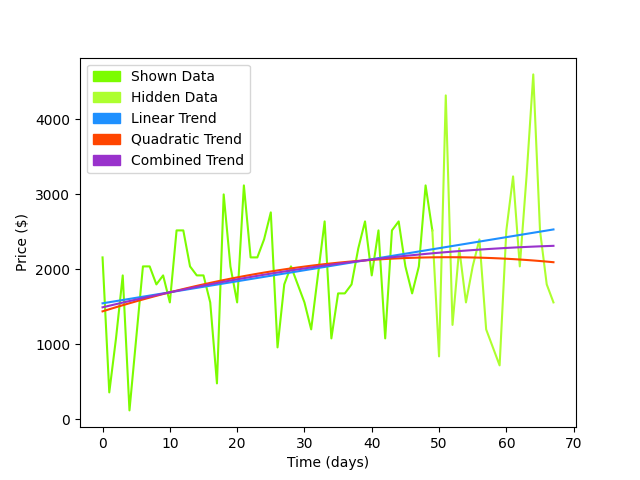 Shown Data
Hidden Data
Linear Trend
Quadratic Trend
Combined Trend
4000
3000
2000
1000
0
Price ($)
0 10 20 30 40 50 60 70
Time (days)